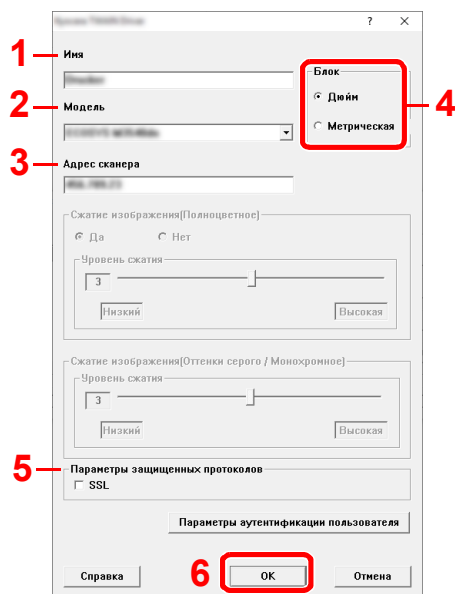 ? ×
1 Имя
Блок
Дюйм
4
Метрическая
2 Модель
3 Адрес сканера
Сжатие изображения(Полноцветное)
Да Нет
Уровень сжатия
3
Низкий Высокая
Сжатие изображения(Оттенки серого / Монохромное)
Уровень сжатия
3
Низкий Высокая
5 Параметры защищенных протоколов
SSL
Параметры аутентификации пользователя
6
Справка OK Отмена